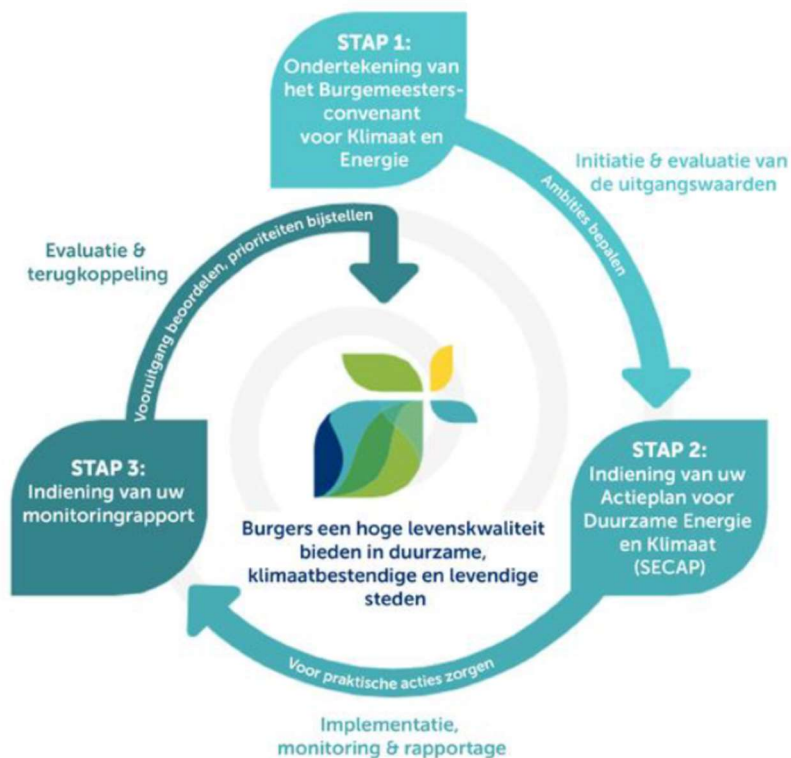 STAP 1:
Ondertekening van
het Burgemeesters-
convenant
voor Klimaat en
Energie
Ambities bepalen
Initiatie & evaluatie van
de uitgangswaarden
STAP 2:
Indiening van uw
Actieplan voor
Duurzame Energie
en Klimaat
(SECAP)
Voor praktische acties zorgen
Implementatie,
monitoring & rapportage
STAP 3:
Indiening van uw
monitoringrapport
Vooruitgang beoordelen, prioriteiten bijstellen
Evaluatie &
terugkoppeling
Burgers een hoge levenskwaliteit
bieden in duurzame,
klimaatbestendige en levendige
steden